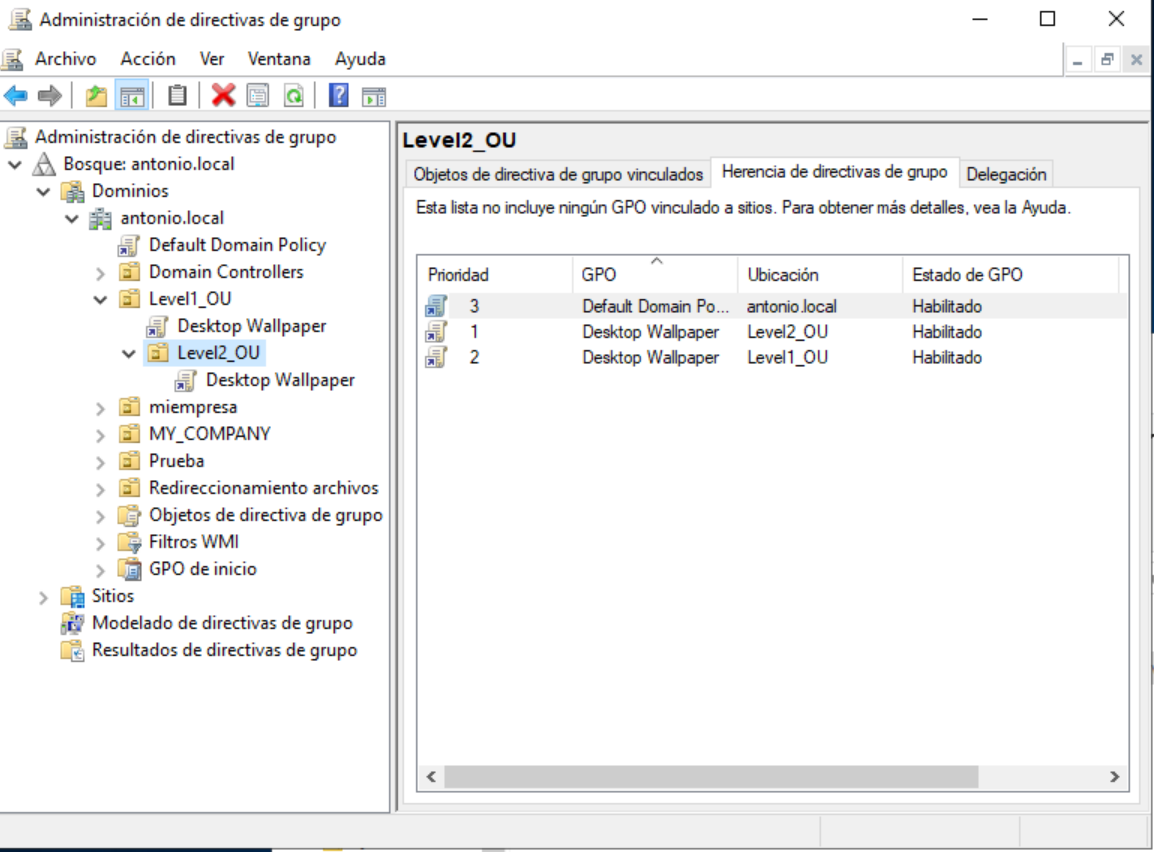 Administración de directivas de grupo
Archivo Acción Ver Ventana Ayuda
Administración de directivas de grupo
Bosque: antonio.local
Dominios
antonio.local
Default Domain Policy
Domain Controllers
Level1_OU
Desktop Wallpaper
Level2_OU
Desktop Wallpaper
miempresa
MY_COMPANY
Prueba
Redireccionamiento archivos
Objetos de directiva de grupo
Filtros WMI
GPO de inicio
Sitios
Modelado de directivas de grupo
Resultados de directivas de grupo
Level2_OU
Objetos de directiva de grupo vinculados Herencia de directivas de grupo Delegación
Esta lista no incluye ningún GPO vinculado a sitios. Para obtener más detalles, vea la Ayuda.
Prioridad GPO Ubicación Estado de GPO
3 Default Domain Po... antonio.local Habilitado
1 Desktop Wallpaper Level2_OU Habilitado
2 Desktop Wallpaper Level1_OU Habilitado